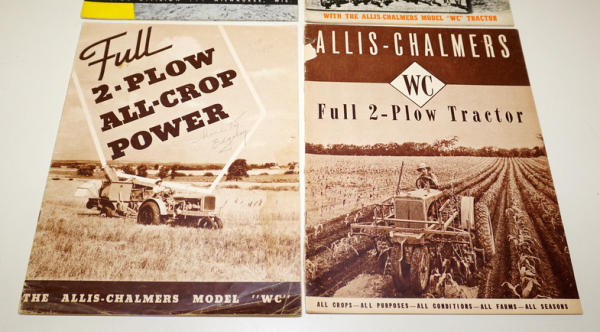 WITH THE ALLIS-CHALMERS MODEL "WC" TRACTOR
Full
2-PLOW
ALL-CROP
POWER
THE ALLIS-CHALMERS MODEL "WC"
ALLIS-CHALMERS
WC
Full 2-Plow Tractor
ALL CROPS—ALL PURPOSES—ALL CONDITIONS—ALL FARMS—ALL SEASONS